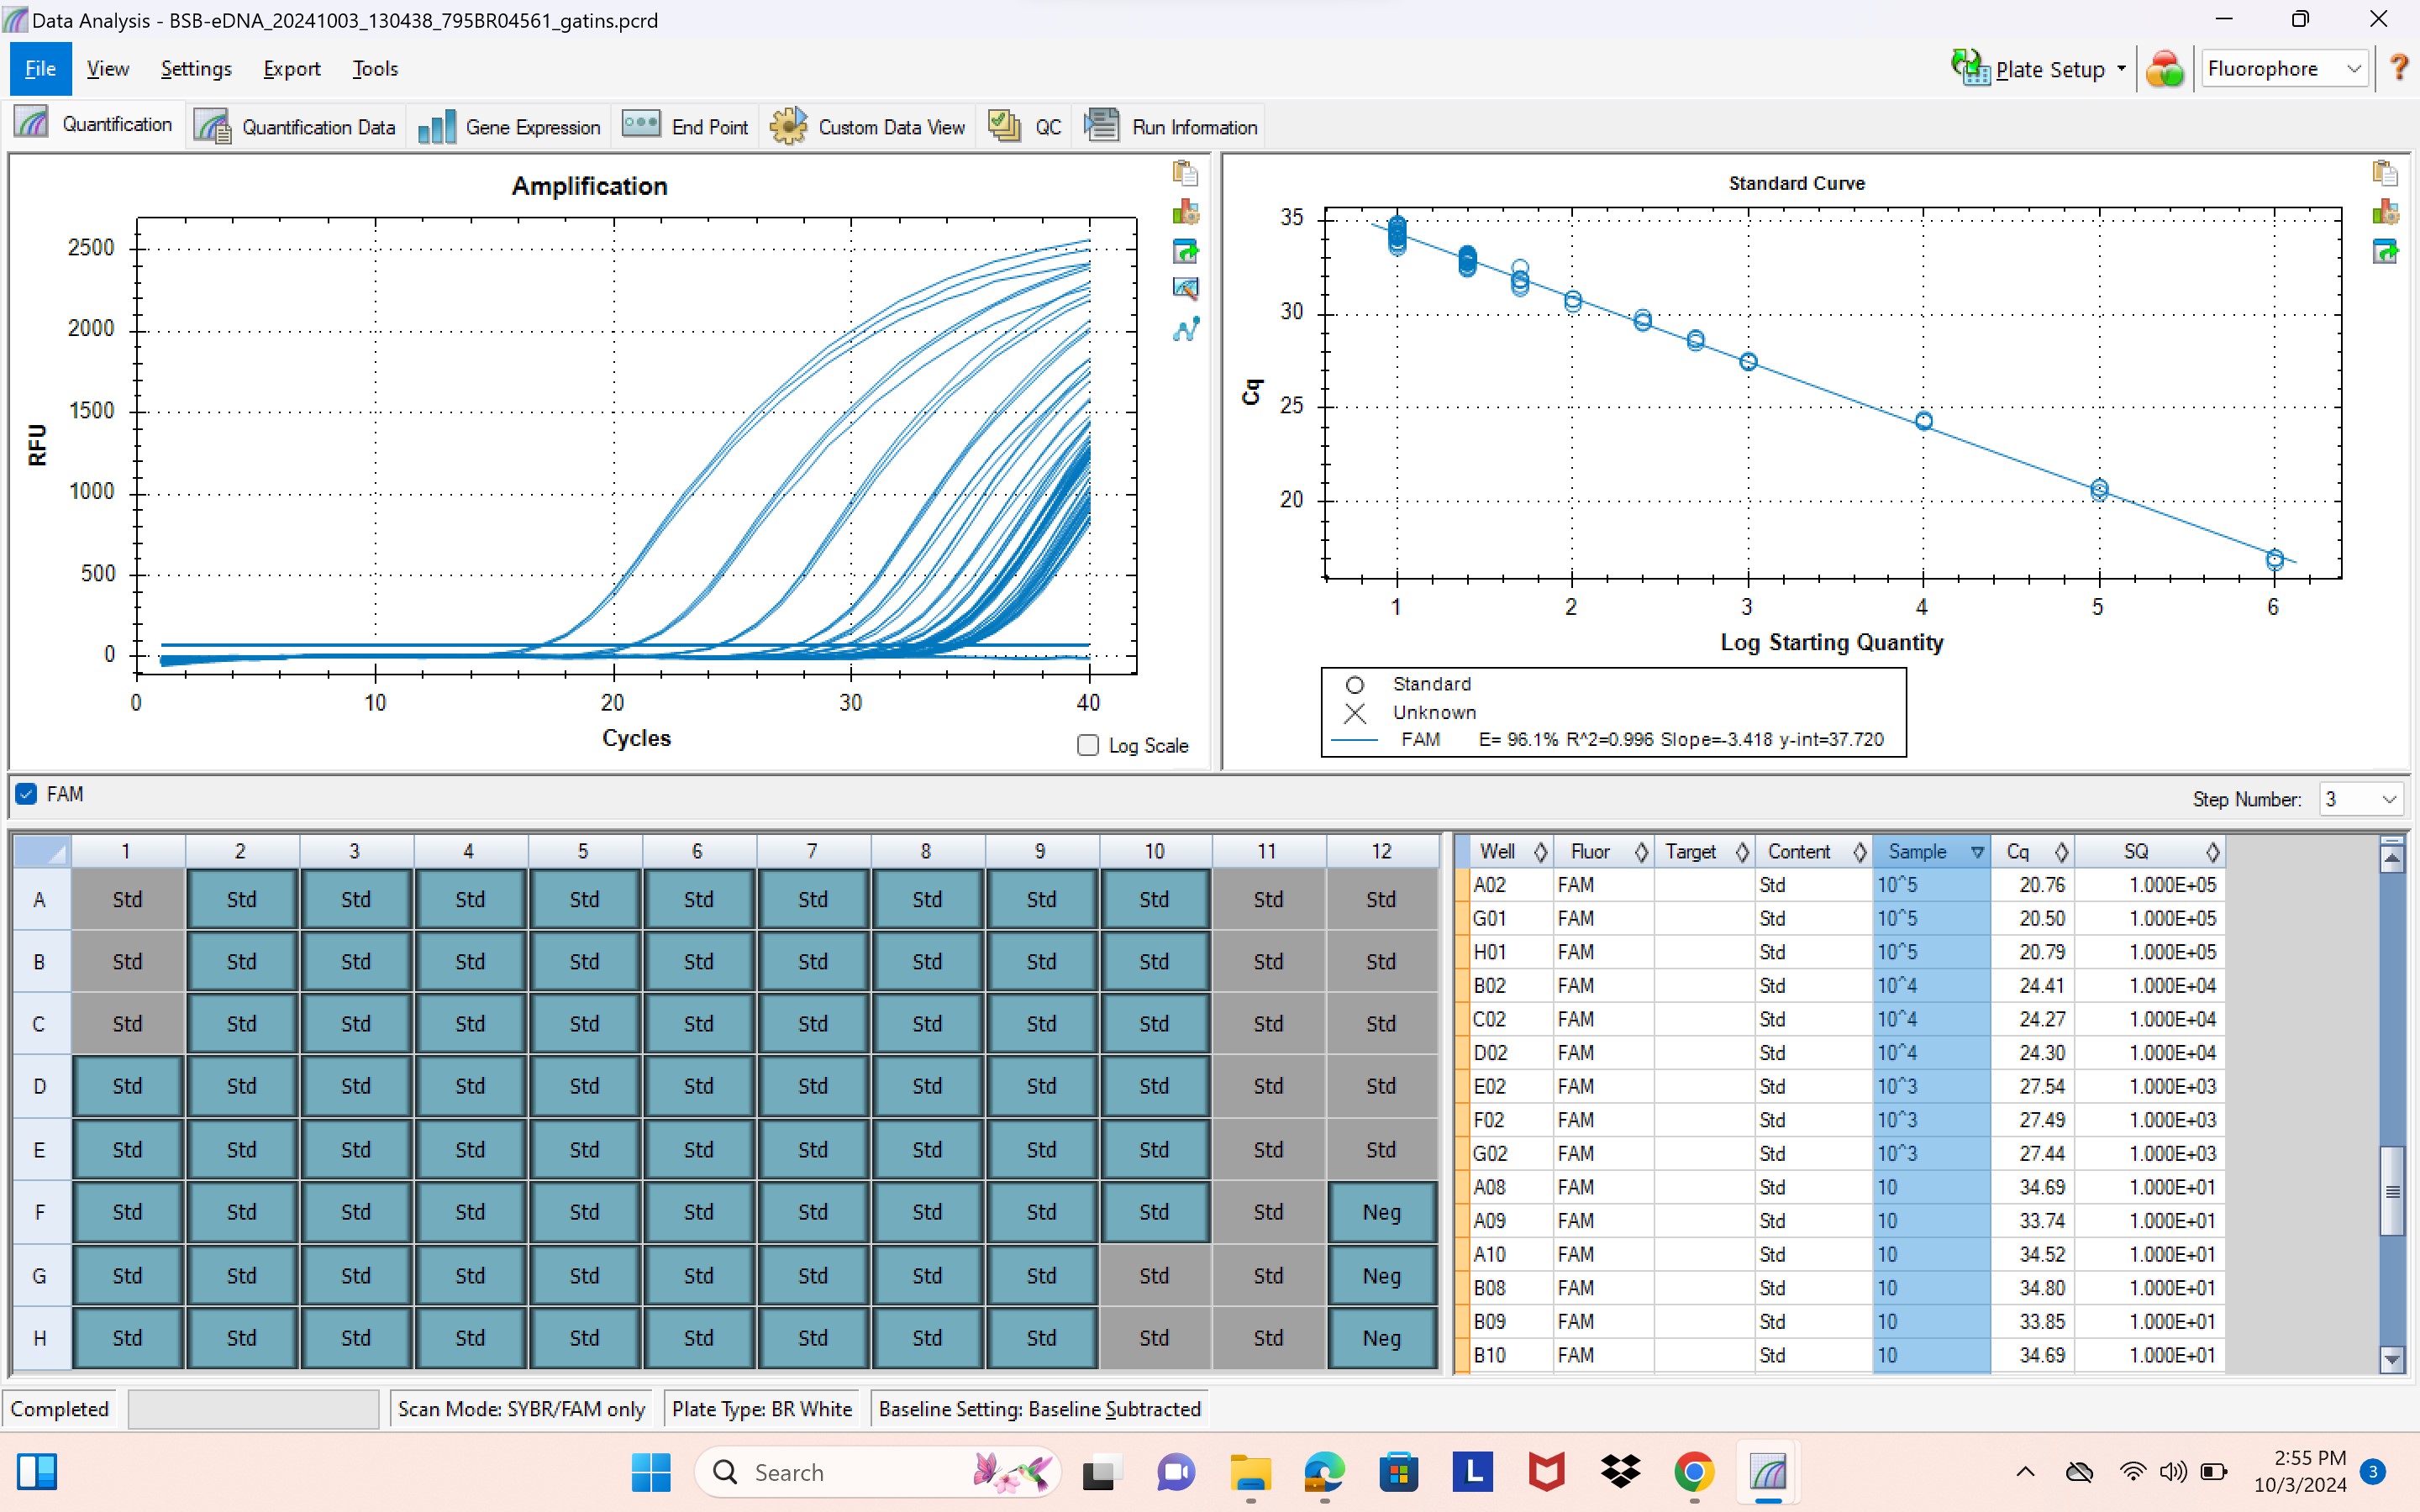 Data Analysis - BSB-eDNA_20241003_130438_795BR04561_gatins.pcrd
File View Settings Export Tools
Plate Setup Fluorophore ?
Quantification Quantification Data Gene Expression End Point Custom Data View QC Run Information
Amplification
2500
2000
1500
1000
500
0
RFU
0 10 20 30 40
Cycles
Log Scale
Standard Curve
35
30
25
20
Cq
1 2 3 4 5 6
Log Starting Quantity
Standard
Unknown
FAM E= 96.1% R^2=0.996 Slope=-3.418 y-int=37.720
FAM
Step Number: 3
1 2 3 4 5 6 7 8 9 10 11 12
A Std Std Std Std Std Std Std Std Std Std Std Std
B Std Std Std Std Std Std Std Std Std Std Std Std
C Std Std Std Std Std Std Std Std Std Std Std Std
D Std Std Std Std Std Std Std Std Std Std Std Std
E Std Std Std Std Std Std Std Std Std Std Std Std
F Std Std Std Std Std Std Std Std Std Std Std Neg
G Std Std Std Std Std Std Std Std Std Std Std Neg
H Std Std Std Std Std Std Std Std Std Std Std Neg
Well Fluor Target Content Sample Cq SQ
A02 FAM Std 10^5 20.76 1.000E+05
G01 FAM Std 10^5 20.50 1.000E+05
H01 FAM Std 10^5 20.79 1.000E+05
B02 FAM Std 10^4 24.41 1.000E+04
C02 FAM Std 10^4 24.27 1.000E+04
D02 FAM Std 10^4 24.30 1.000E+04
E02 FAM Std 10^3 27.54 1.000E+03
F02 FAM Std 10^3 27.49 1.000E+03
G02 FAM Std 10^3 27.44 1.000E+03
A08 FAM Std 10 34.69 1.000E+01
A09 FAM Std 10 33.74 1.000E+01
A10 FAM Std 10 34.52 1.000E+01
B08 FAM Std 10 34.80 1.000E+01
B09 FAM Std 10 33.85 1.000E+01
B10 FAM Std 10 34.69 1.000E+01
Completed Scan Mode: SYBR/FAM only Plate Type: BR White Baseline Setting: Baseline Subtracted
Search
L
2:55 PM
10/3/2024
3